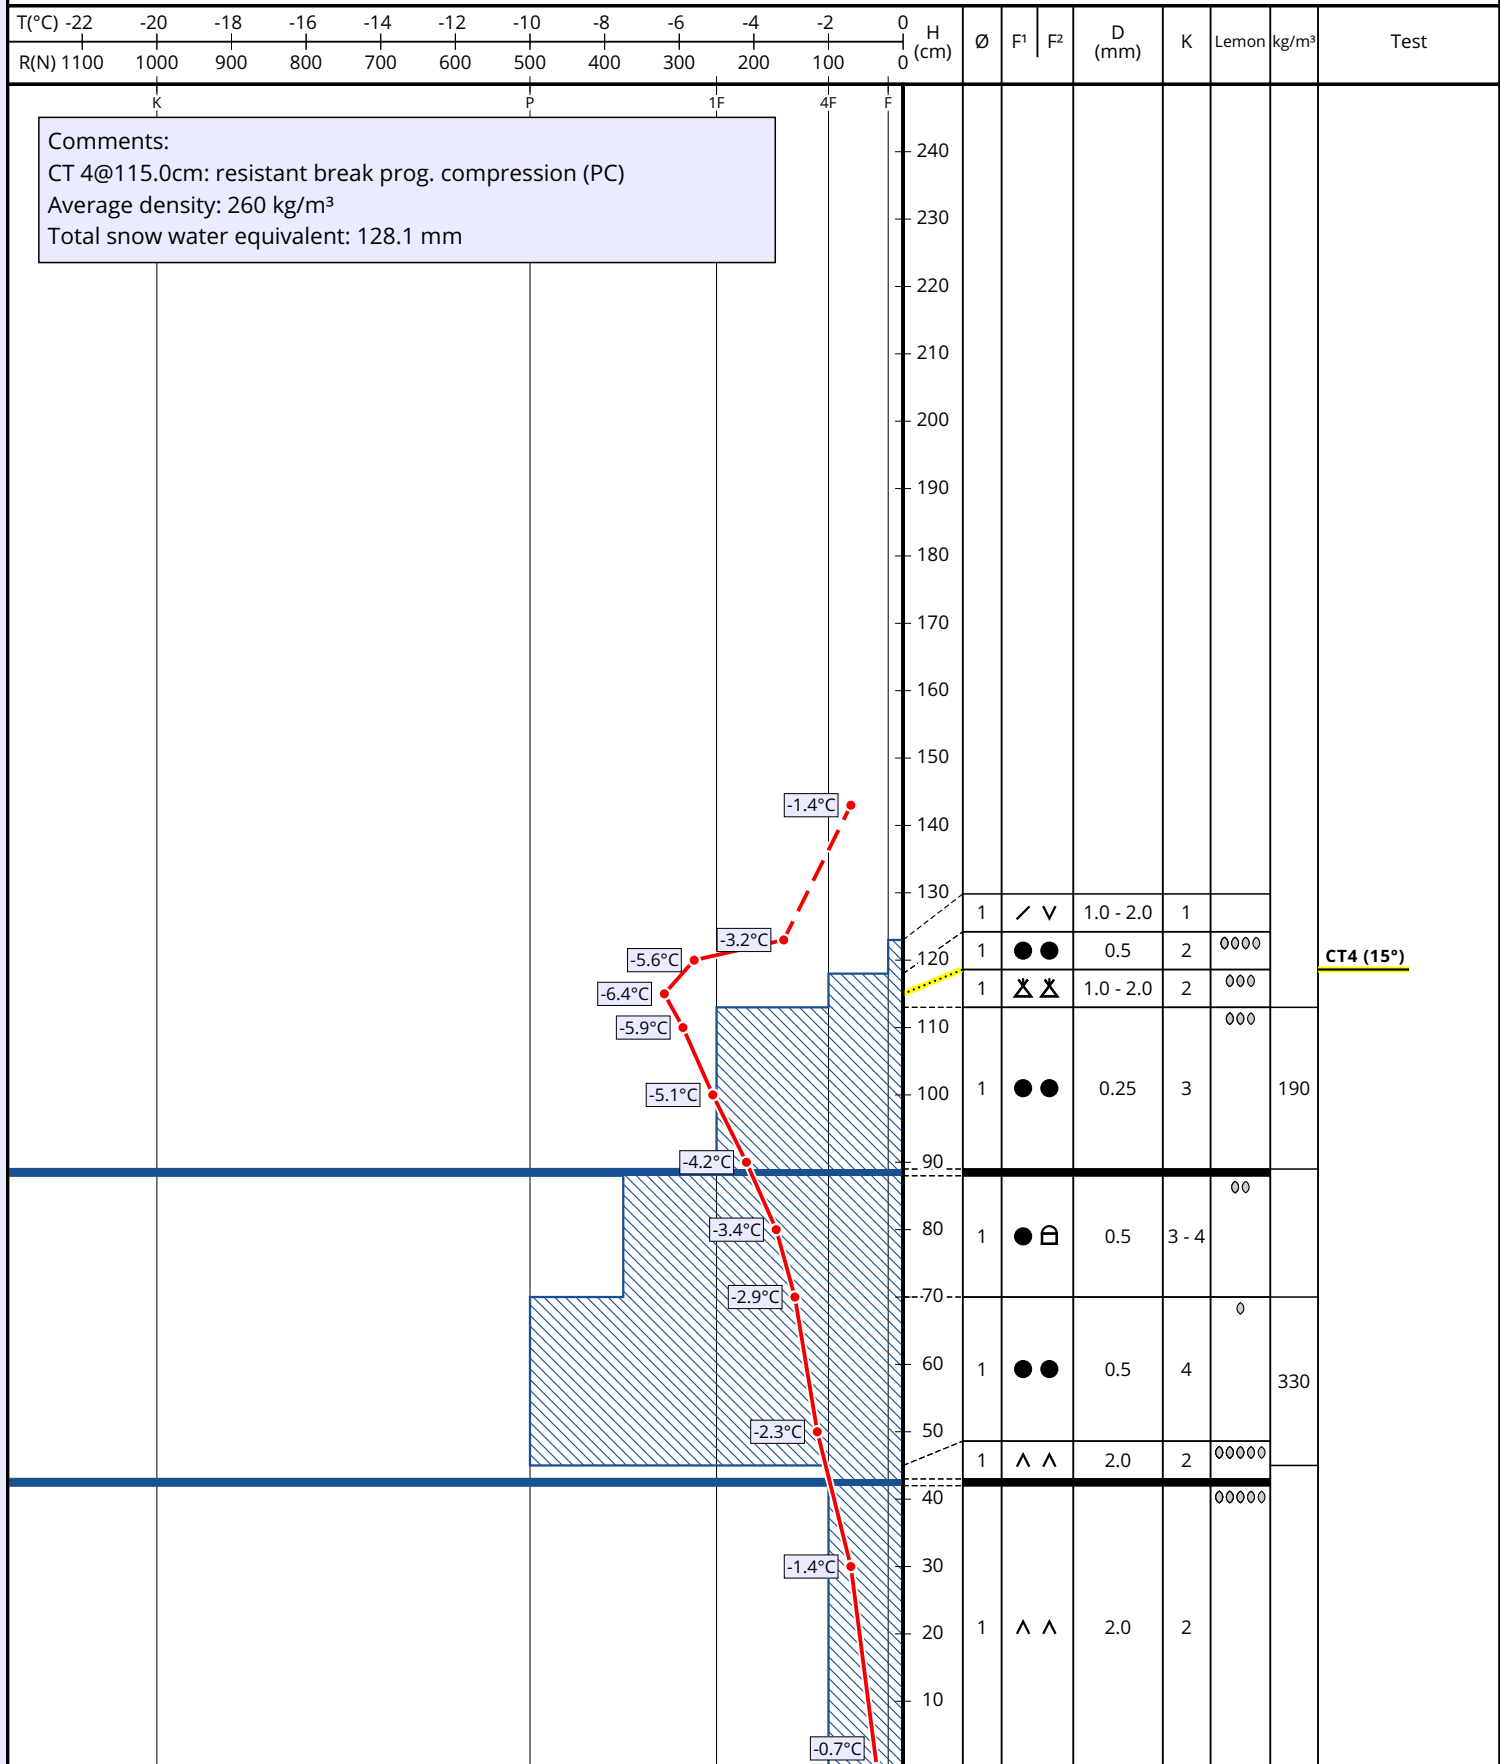 T(°C) -22 -20 -18 -16 -14 -12 -10 -8 -6 -4 -2 0
R(N) 1100 1000 900 800 700 600 500 400 300 200 100 0
H (cm) Ø F¹ F² D (mm) K Lemon kg/m³ Test
K P 1F 4F F
Comments:
CT 4@115.0cm: resistant break prog. compression (PC)
Average density: 260 kg/m³
Total snow water equivalent: 128.1 mm
240
230
220
210
200
190
180
170
160
150
-1.4°C
140
130
1 1.0 - 2.0 1
-3.2°C
1 0.5 2
-5.6°C 120
CT4 (15°)
-6.4°C
1 1.0 - 2.0 2
-5.9°C 110
-5.1°C 100
1 0.25 3 190
-4.2°C 90
-3.4°C 80
1 0.5 3 - 4
-2.9°C 70
60
1 0.5 4 330
-2.3°C 50
1 2.0 2
40
-1.4°C 30
20
1 2.0 2
10
-0.7°C